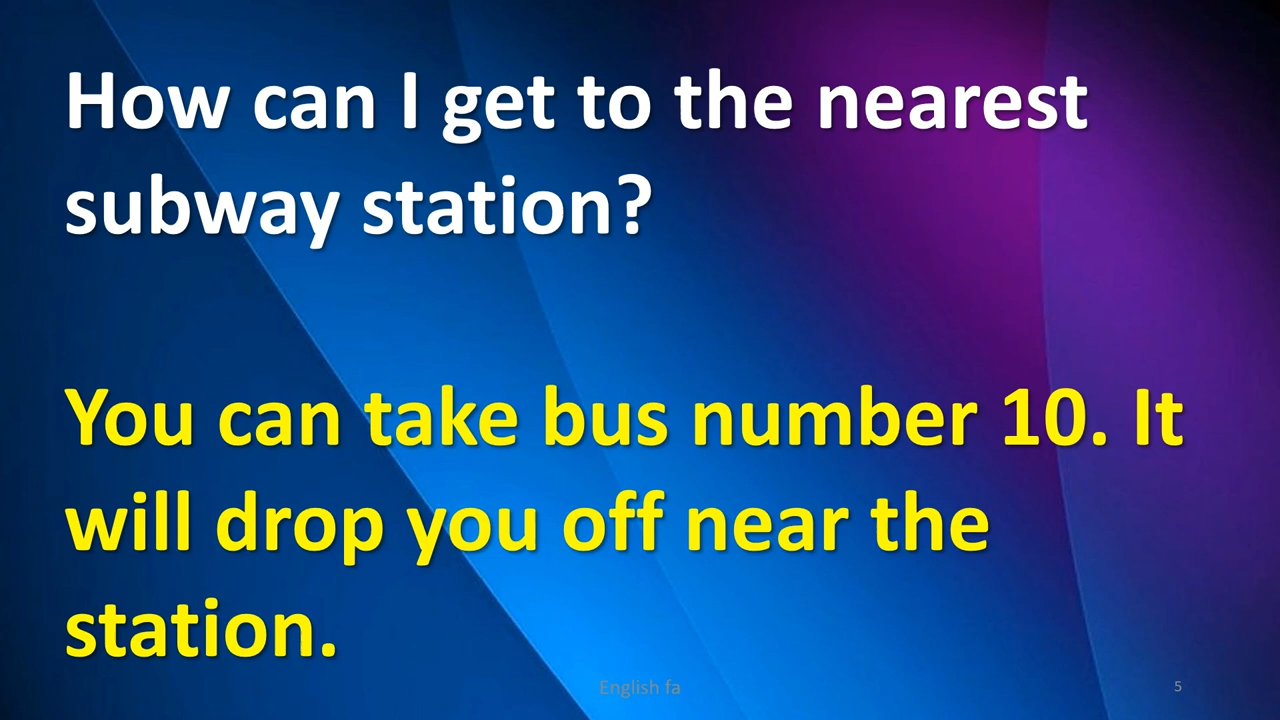 How can I get to the nearest
subway station?
You can take bus number 10. It
will drop you off near the
station.
English fa
5